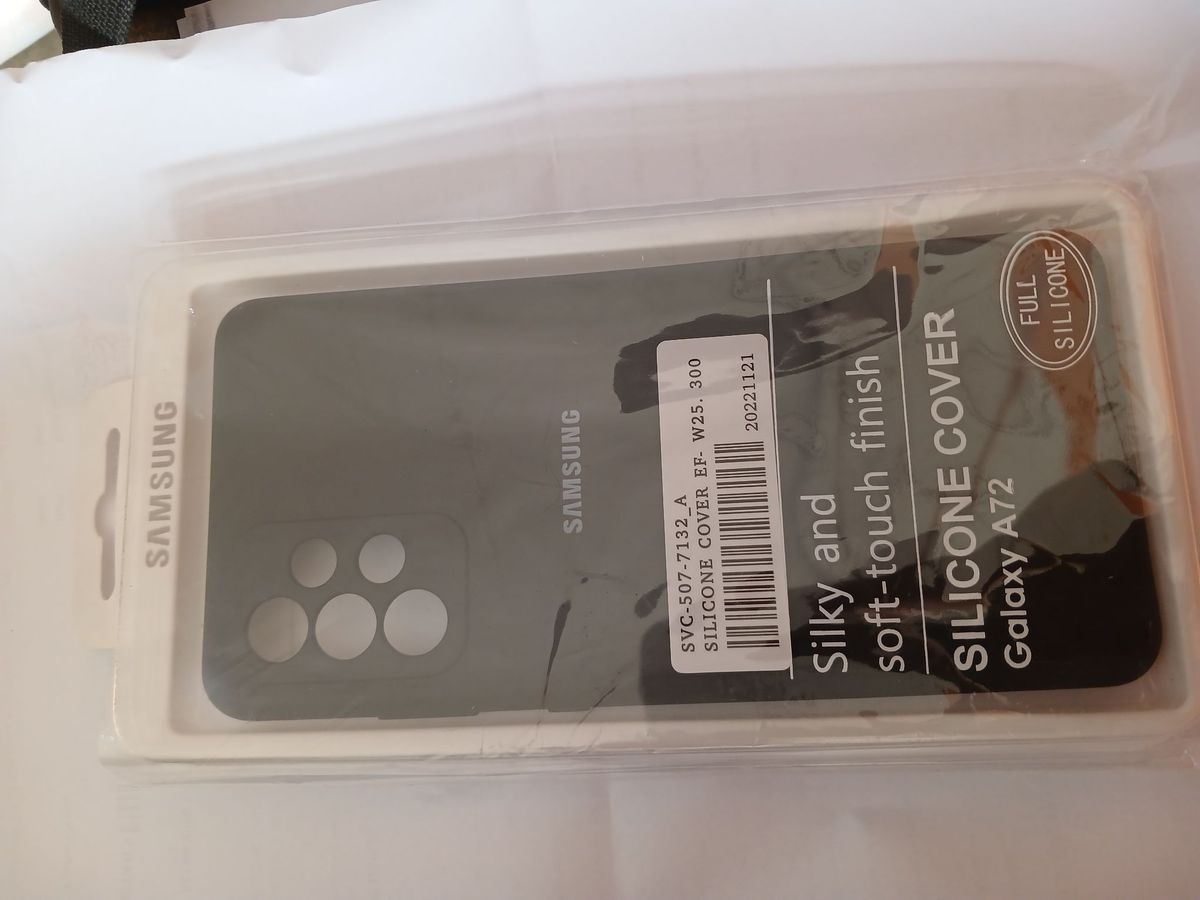 SAMSUNG
SAMSUNG
SVC-507-7132_A
SILICONE COVER EF- W25. 300
20221121
Silky and
soft-touch finish
SILICONE COVER
Galaxy A72
FULL
SILICONE